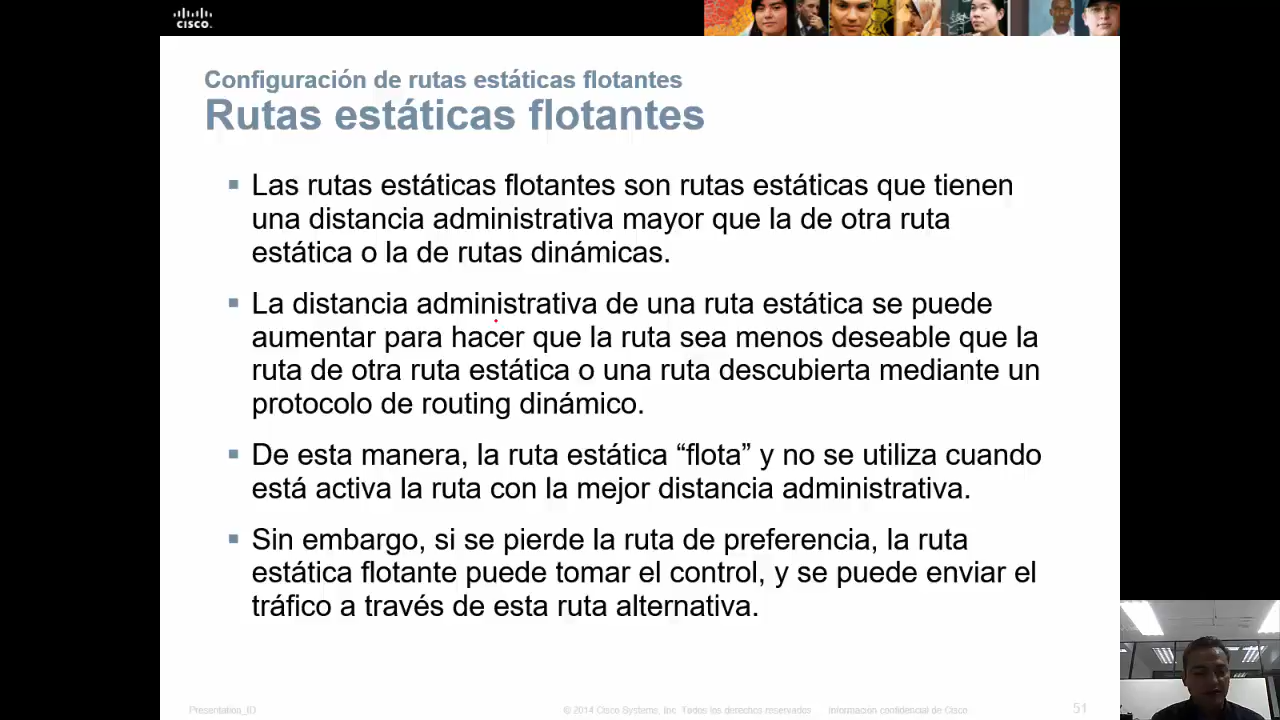 CISCO.
Configuración de rutas estáticas flotantes
Rutas estáticas flotantes
Las rutas estáticas flotantes son rutas estáticas que tienen
una distancia administrativa mayor que la de otra ruta
estática o la de rutas dinámicas.
La distancia administrativa de una ruta estática se puede
aumentar para hacer que la ruta sea menos deseable que la
ruta de otra ruta estática o una ruta descubierta mediante un
protocolo de routing dinámico.
De esta manera, la ruta estática “flota” y no se utiliza cuando
está activa la ruta con la mejor distancia administrativa.
Sin embargo, si se pierde la ruta de preferencia, la ruta
estática flotante puede tomar el control, y se puede enviar el
tráfico a través de esta ruta alternativa.
Presentation_ID
© 2014 Cisco Systems, Inc. Todos los derechos reservados.
Información confidencial de Cisco
51